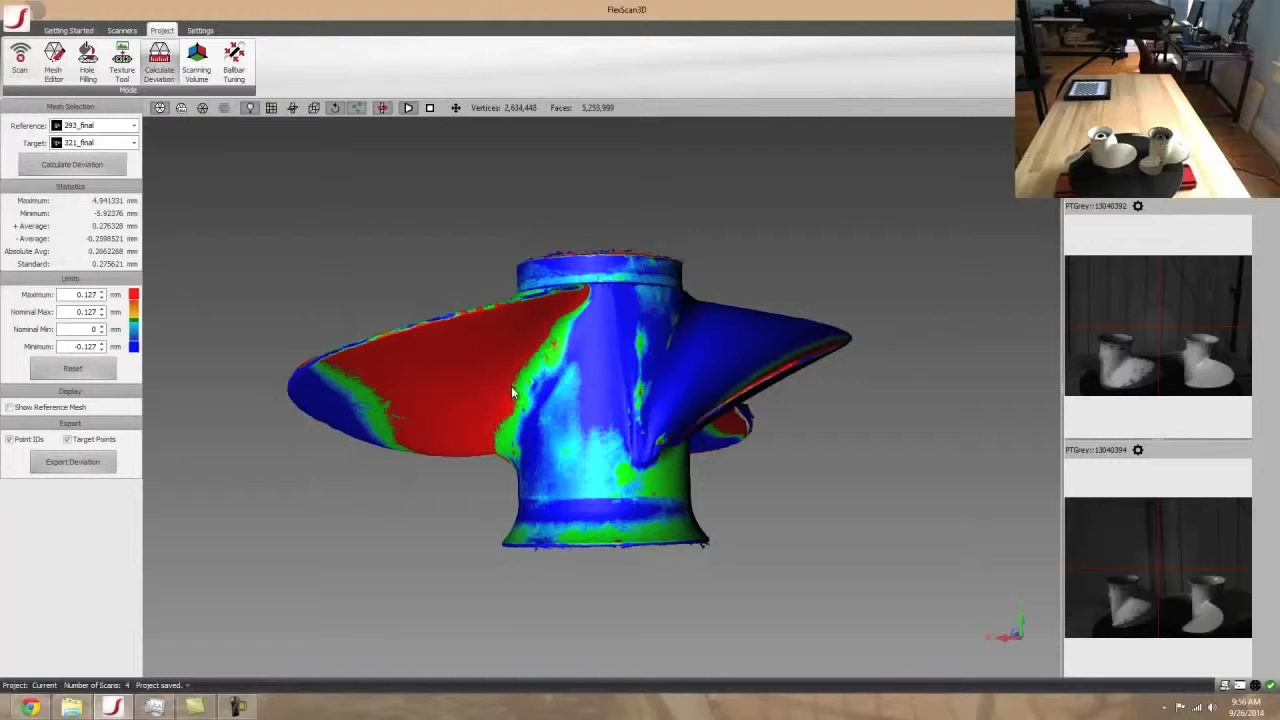 FlexScan3D
Getting Started Scanners Project Settings
Scan Mesh Editor Hole Filling Texture Tool Calculate Deviation Scanning Volume Ballbar Tuning
Mode
Mesh Selection
Vertices: 2,634,448 Faces: 5,253,999
Reference: 293_final
Target: 321_final
Calculate Deviation
Statistics
Maximum: 4.941331 mm
Minimum: -5.92376 mm
+ Average: 0.276328 mm
- Average: -0.2598521 mm
Absolute Avg: 0.2662268 mm
Standard: 0.275621 mm
Limits
Maximum: 0.127 mm
Nominal Max: 0.127 mm
Nominal Min: 0 mm
Minimum: -0.127 mm
Reset
Display
Show Reference Mesh
Export
Point IDs Target Points
Export Deviation
PTGrey::13040392
PTGrey::13040394
Project: Current Number of Scans: 4 Project saved.
9:56 AM
9/26/2014